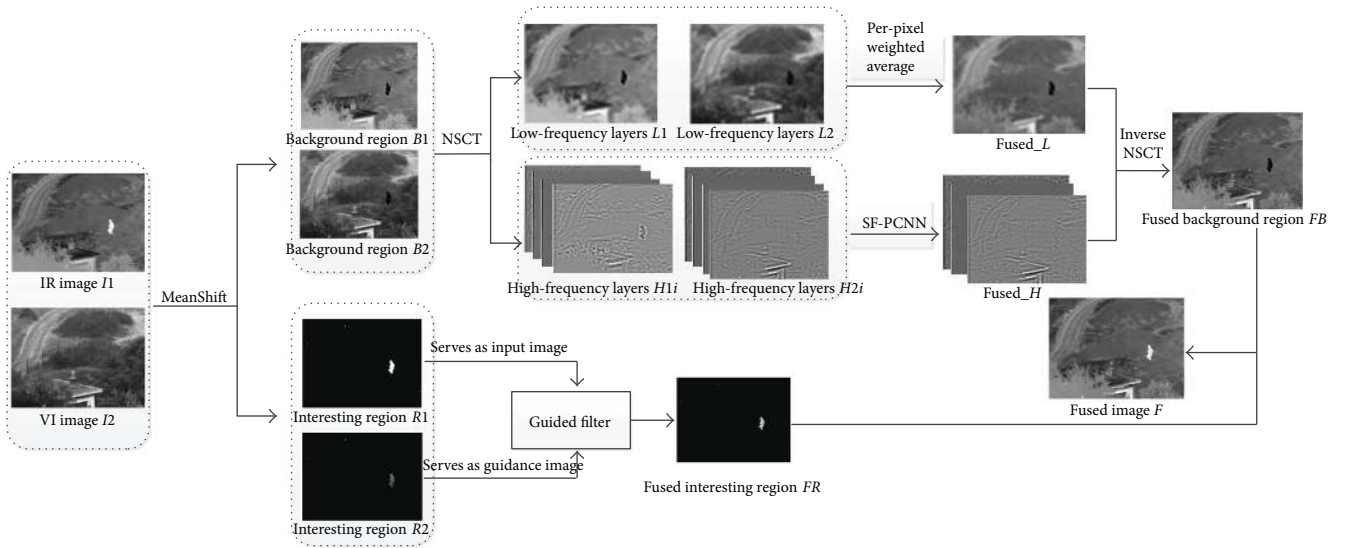 IR image I1
VI image I2
MeanShift
Background region B1
Background region B2
NSCT
Low-frequency layers L1
Low-frequency layers L2
High-frequency layers H1i
High-frequency layers H2i
Per-pixel
weighted
average
SF-PCNN
Fused_L
Fused_H
Inverse
NSCT
Fused background region FB
Interesting region R1
Interesting region R2
Serves as input image
Serves as guidance image
Guided filter
Fused interesting region FR
Fused image F